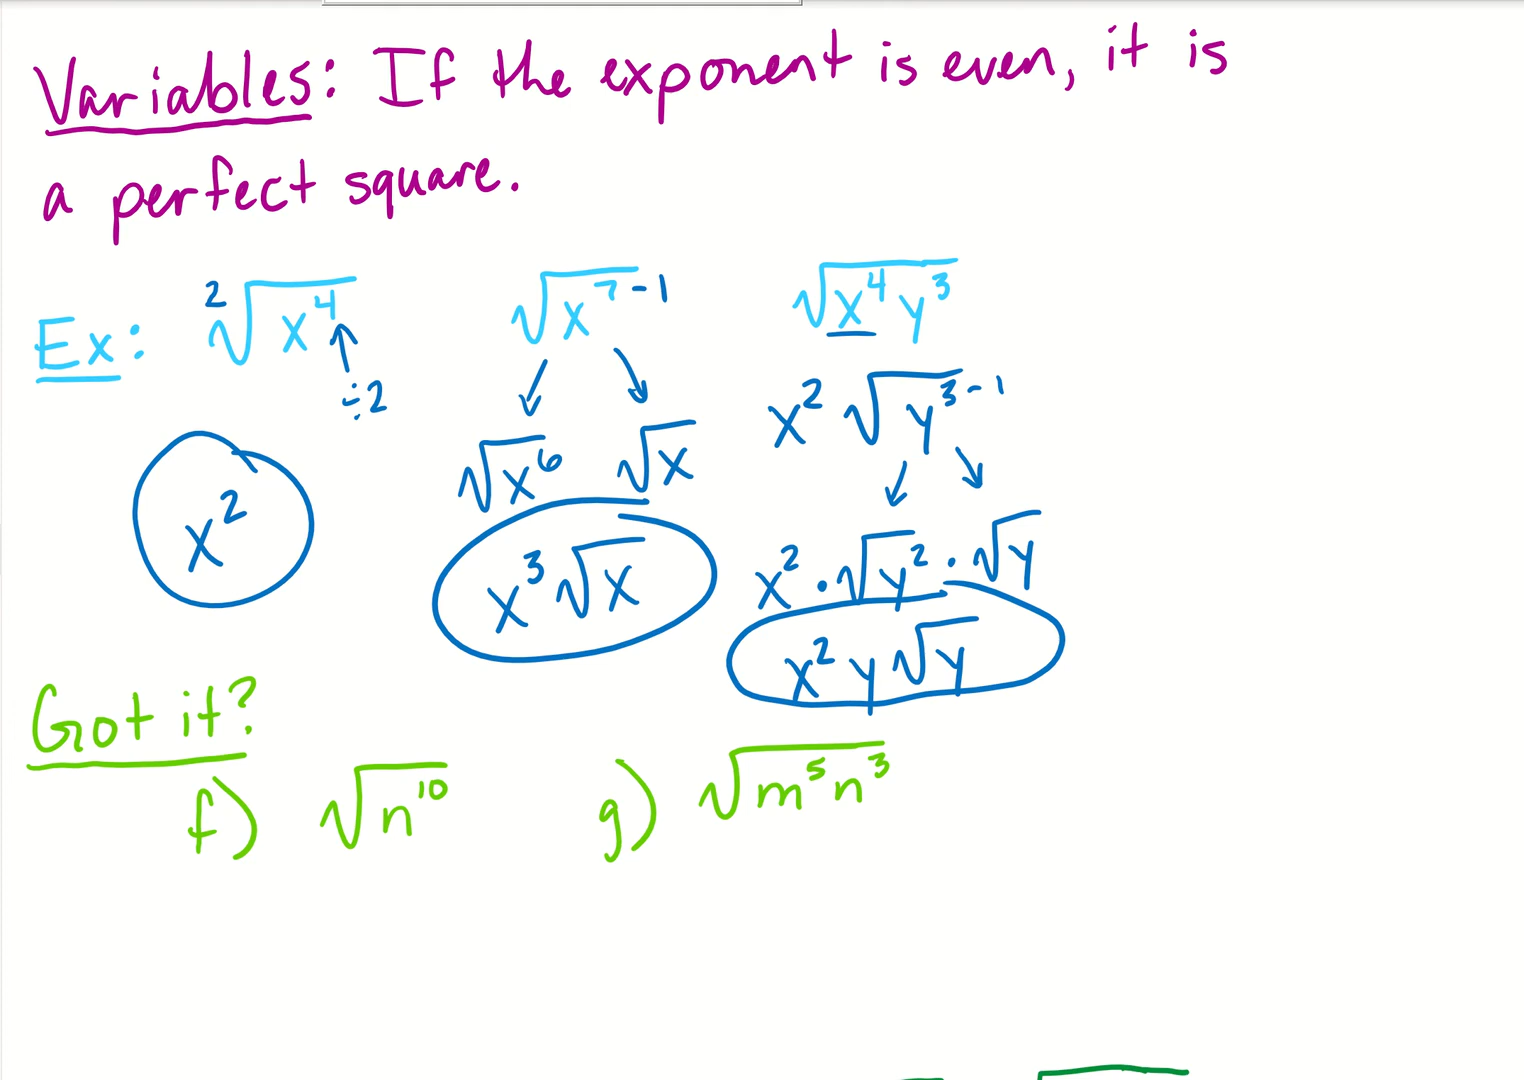 Variables: If the exponent is even, it is
a perfect square.
Ex: ²√x⁴ √x⁷ - 1 √x⁴y³
÷2
x² √(y³) - 1
√x⁶ √x
x²
x² · √y² · √y
x³√x
x²y√y
Got it?
f) √n¹⁰ g) √m⁵n³